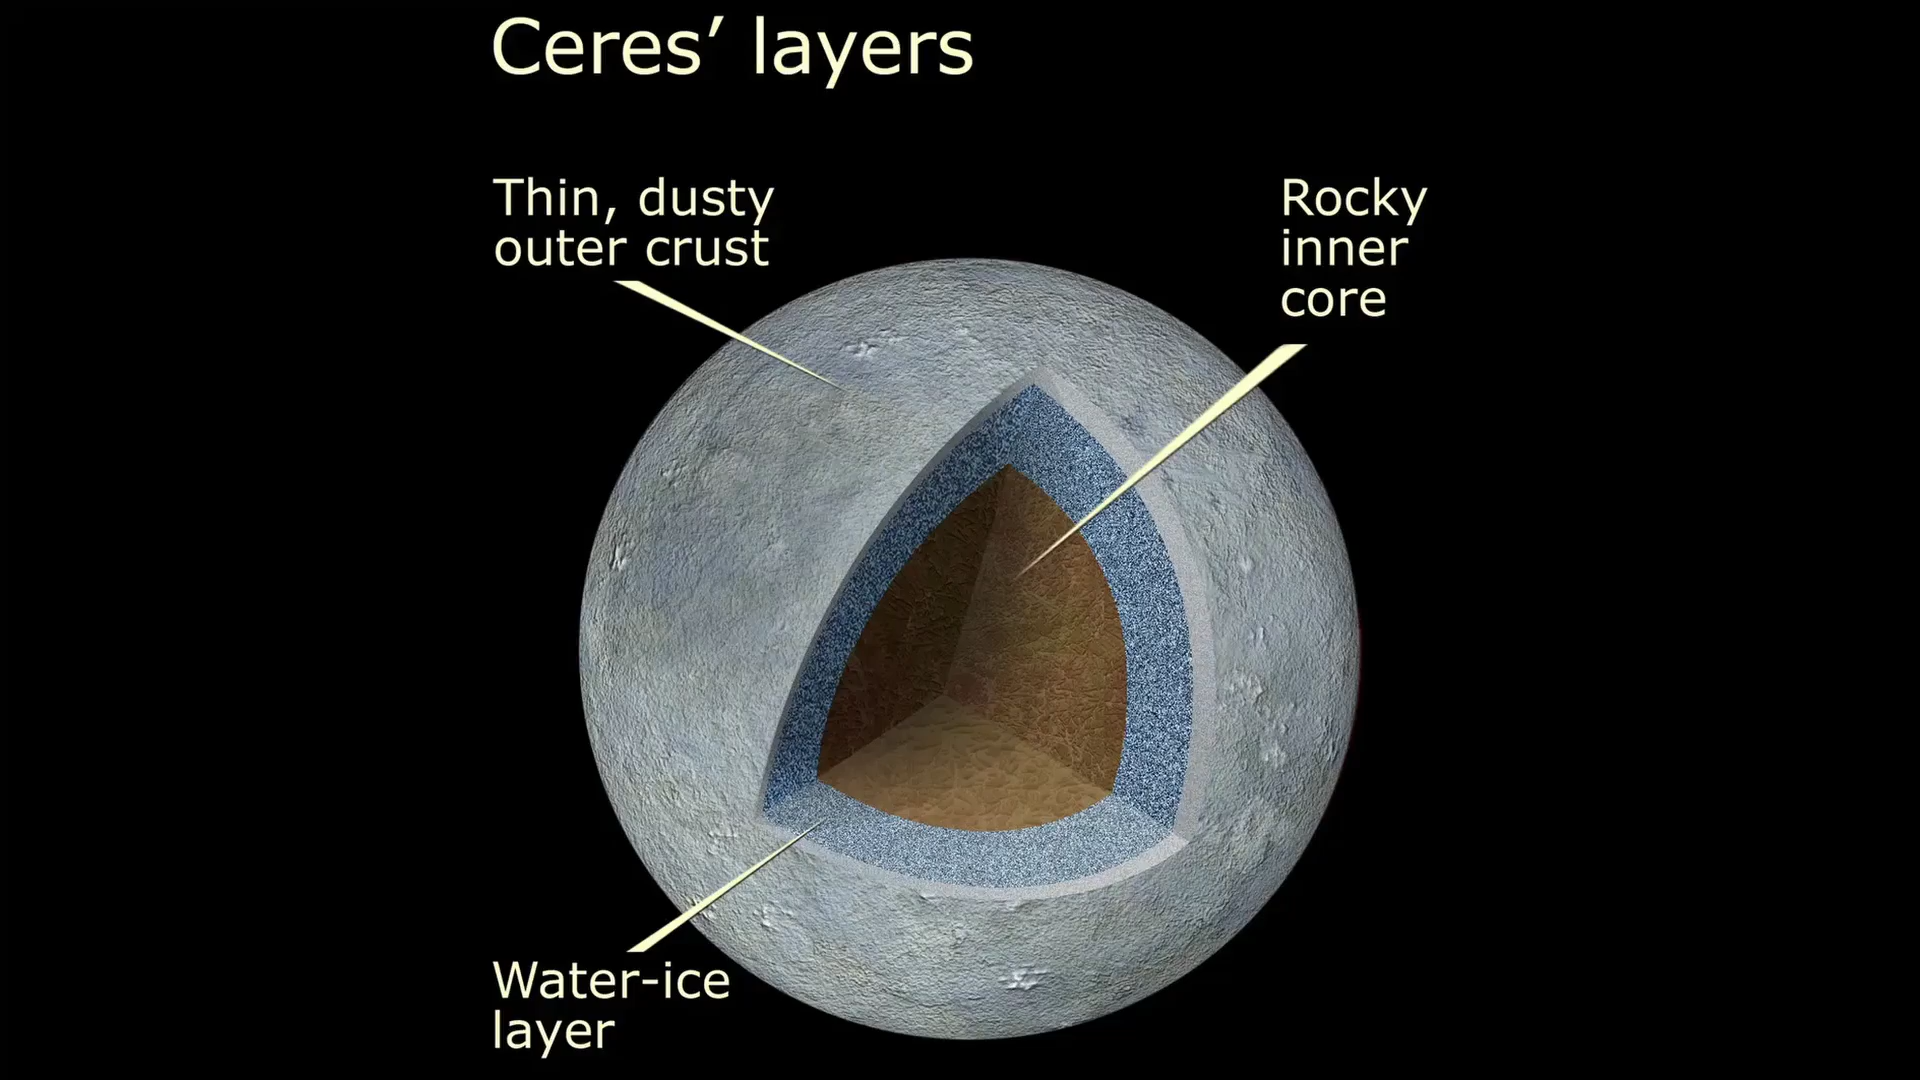 Ceres’ layers
Thin, dusty
outer crust
Rocky
inner
core
Water-ice
layer